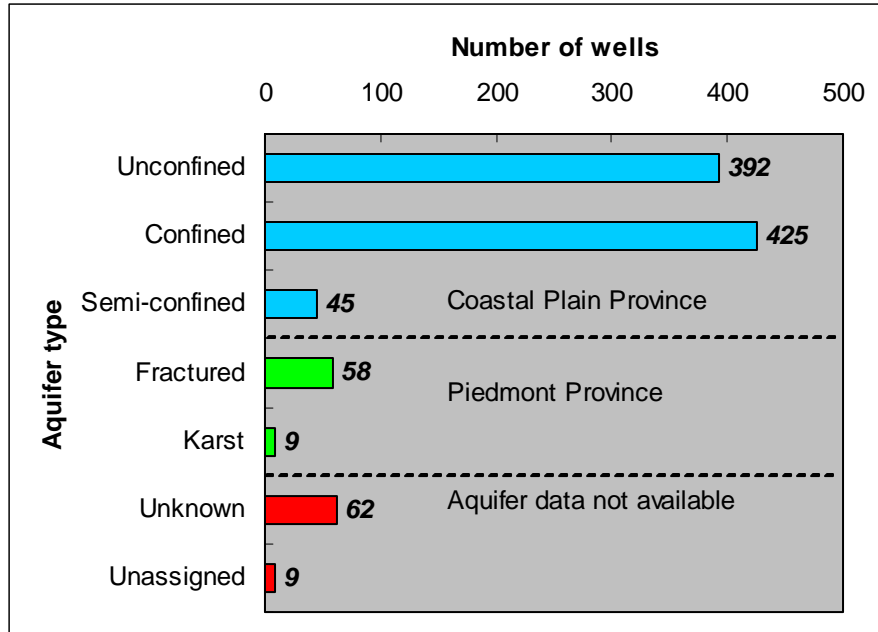 Number of wells
0 100 200 300 400 500
Aquifer type
Unconfined 392
Confined 425
Semi-confined 45 Coastal Plain Province
Fractured 58
Piedmont Province
Karst 9
Unknown 62 Aquifer data not available
Unassigned 9